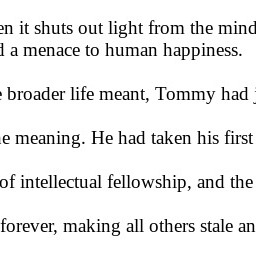 it shuts out light from the mind
a menace to human happiness.
broader life meant, Tommy had
meaning. He had taken his first
of intellectual fellowship, and the
forever, making all others stale